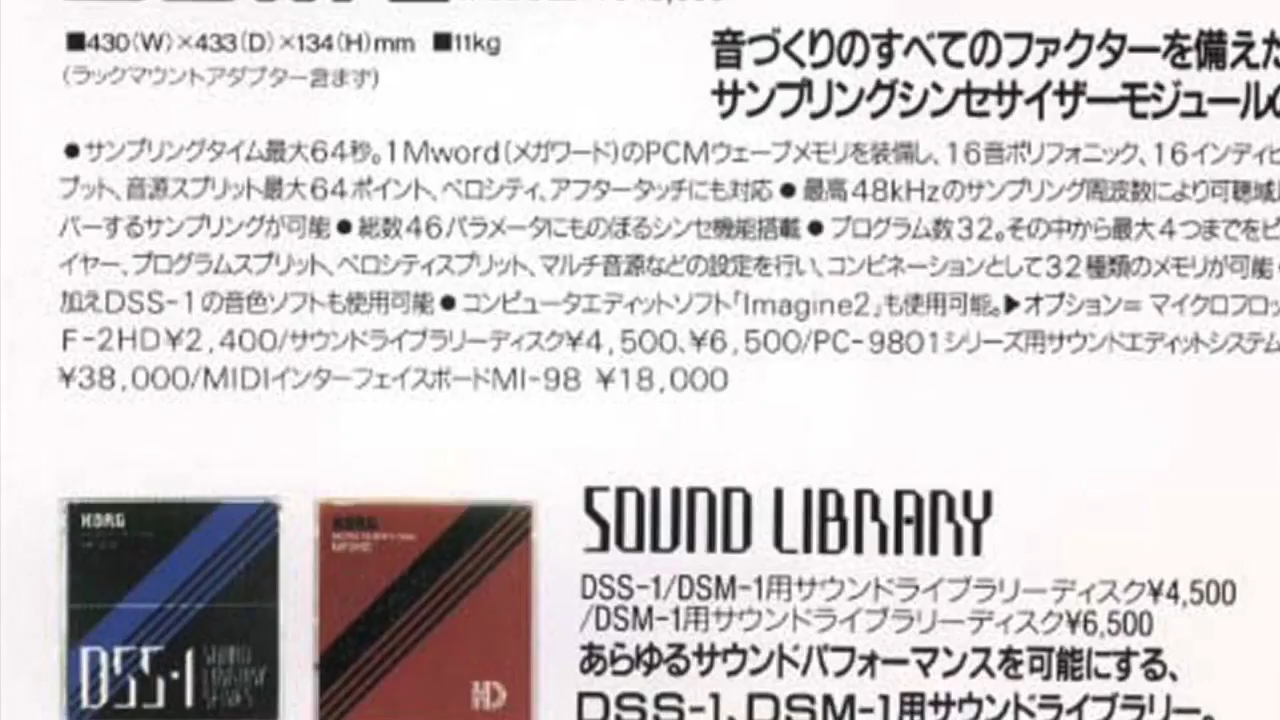 ■430(W)×433(D)×134(H)mm ■11kg
(ラックマウントアダプター含ます)
音づくりのすべてのファクターを備えた
サンプリングシンセサイザーモジュール
●サンプリングタイム最大64秒。1Mword(メガワード)のPCMウェーブメモリを装備し、16音ポリフォニック、16インディビ
プット、音源スプリット最大64ポイント、ベロシティ、アフタータッチにも対応●最高48kHzのサンプリング周波数により可聴域
バーするサンプリングが可能●総数46パラメータにものぼるシンセ機能搭載●プログラム数32。その中から最大4つまでをピ
イヤー、プログラムスプリット、ベロシティスプリット、マルチ音源などの設定を行い、コンビネーションとして32種類のメモリが可能
加えDSS-1の音色ソフトも使用可能●コンピュータエディットソフト「Imagine2」も使用可能。▶オプション=マイクロフロッ
F-2HD¥2,400/サウンドライブラリーディスク¥4,500、¥6,500/PC-9801シリーズ用サウンドエディットシステム
¥38,000/MIDIインターフェイスボードMI-98 ¥18,000
KORG
DSS-1 SOUND LIBRARY SERIES
KORG
MF2HD
HD
SOUND LIBRARY
DSS-1/DSM-1用サウンドライブラリーディスク¥4,500
/DSM-1用サウンドライブラリーディスク¥6,500
あらゆるサウンドパフォーマンスを可能にする、
DSS-1、DSM-1用サウンドライブラリー。